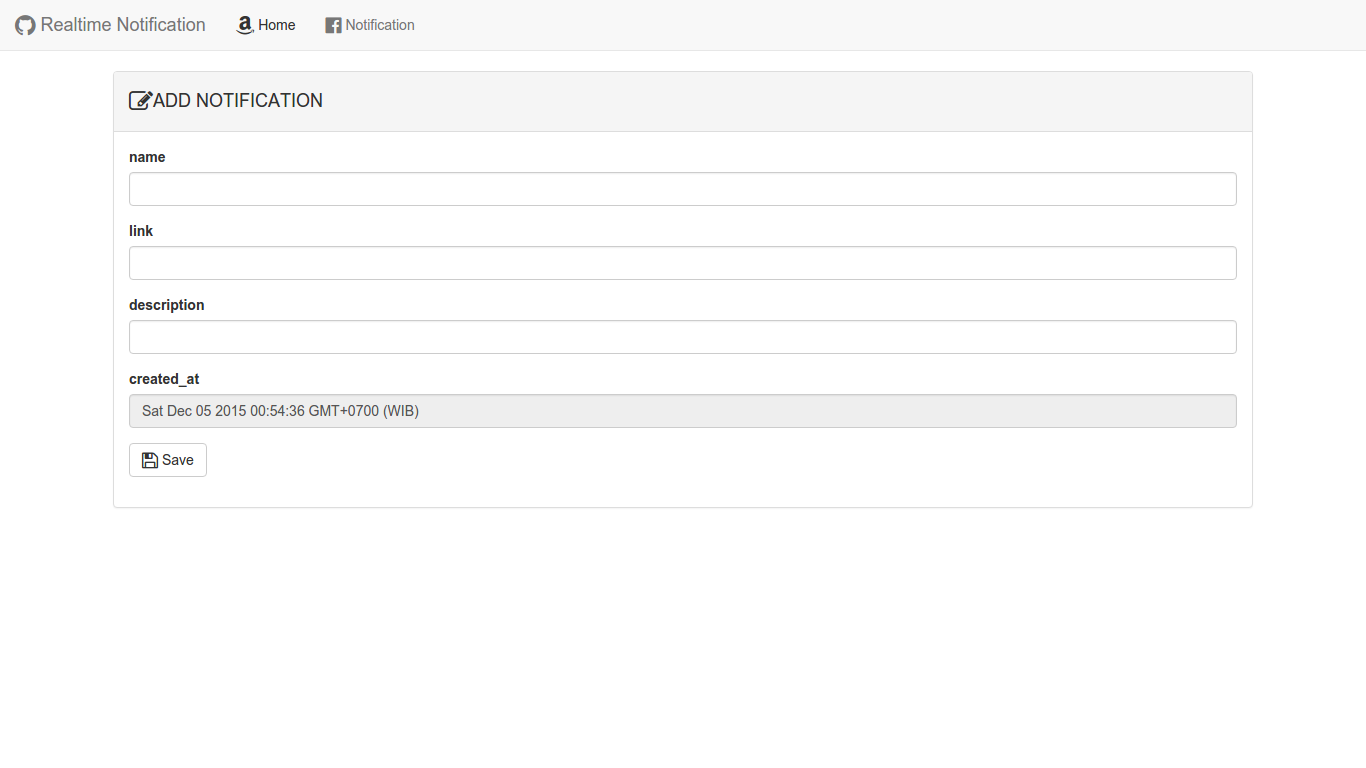 Realtime Notification Home Notification
ADD NOTIFICATION
name
link
description
created_at
Sat Dec 05 2015 00:54:36 GMT+0700 (WIB)
Save